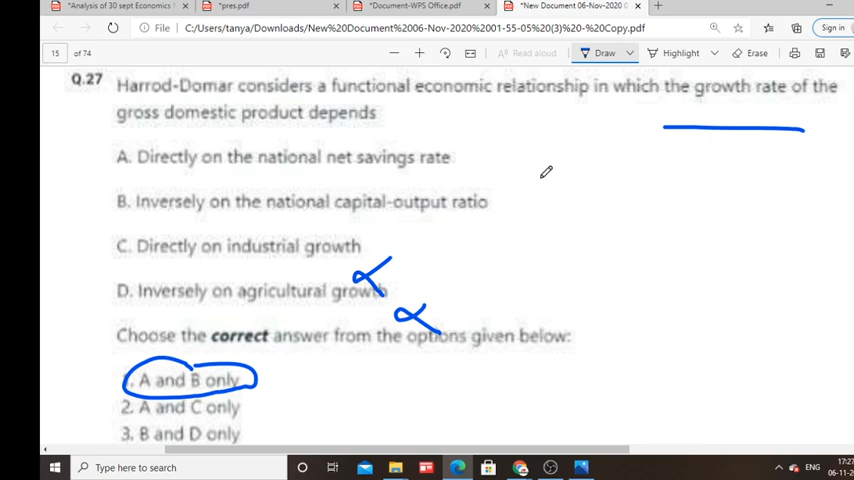 *Analysis of 30 sept Economics
*pres.pdf
*Document-WPS Office.pdf
*New Document 06-Nov-2020 0
Sign in
File
C:/Users/tanya/Downloads/New%20Document%2006-Nov-2020%2001-55-05%20(3)%20-%20Copy.pdf
15 of 74
Read aloud
Draw
Highlight
Erase
Q.27 Harrod-Domar considers a functional economic relationship in which the growth rate of the
gross domestic product depends
A. Directly on the national net savings rate
B. Inversely on the national capital-output ratio
C. Directly on industrial growth
D. Inversely on agricultural growth
Choose the correct answer from the options given below:
1. A and B only
2. A and C only
3. B and D only
Type here to search
ENG
17:27